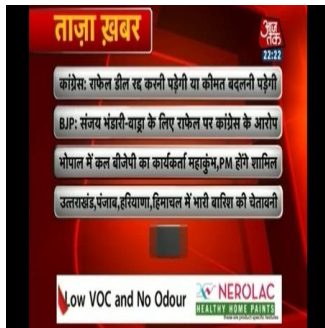 ताज़ा ख़बर
आज तक
22:22
कांग्रेस: राफेल डील रद्द करनी पड़ेगी या कीमत बदलनी पड़ेगी
BJP: संजय भंडारी-वाड्रा के लिए राफेल पर कांग्रेस के आरोप
भोपाल में कल बीजेपी का कार्यकर्ता महाकुंभ,PM होंगे शामिल
उत्तराखंड,पंजाब,हरियाणा,हिमाचल में भारी बारिश की चेतावनी
Low VOC and No Odour
NEROLAC
HEALTHY HOME PAINTS